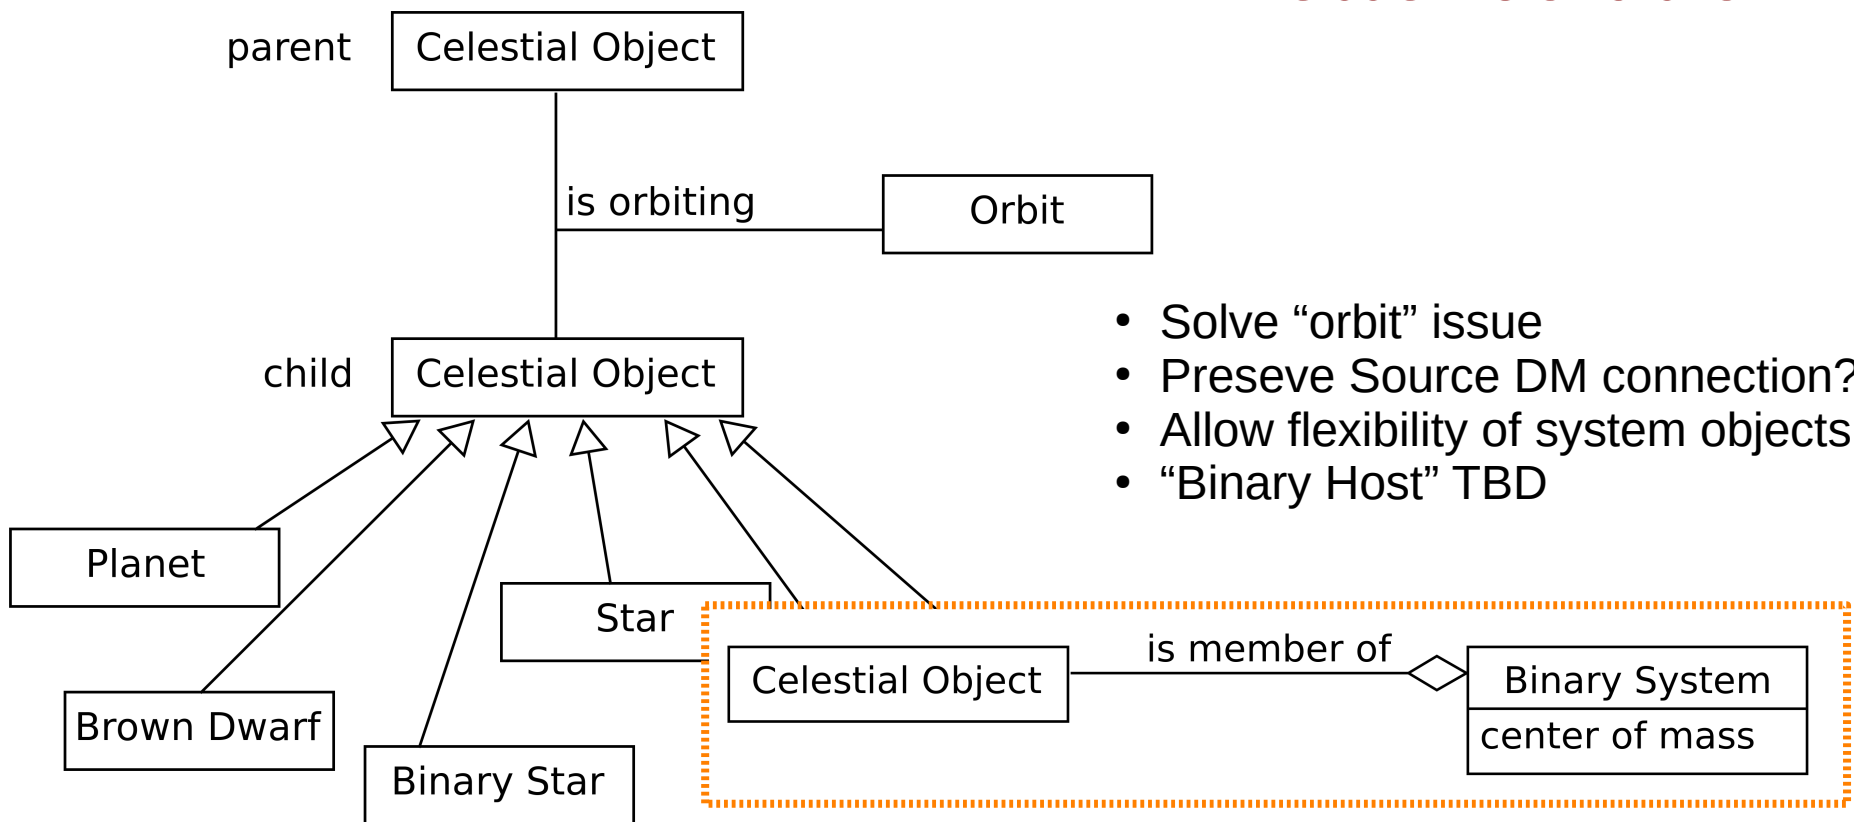 parent
Celestial Object
is orbiting
Orbit
child
Celestial Object
• Solve “orbit” issue
• Preseve Source DM connection?
• Allow flexibility of system objects
• “Binary Host” TBD
Planet
Star
is member of
Celestial Object
Binary System
center of mass
Brown Dwarf
Binary Star